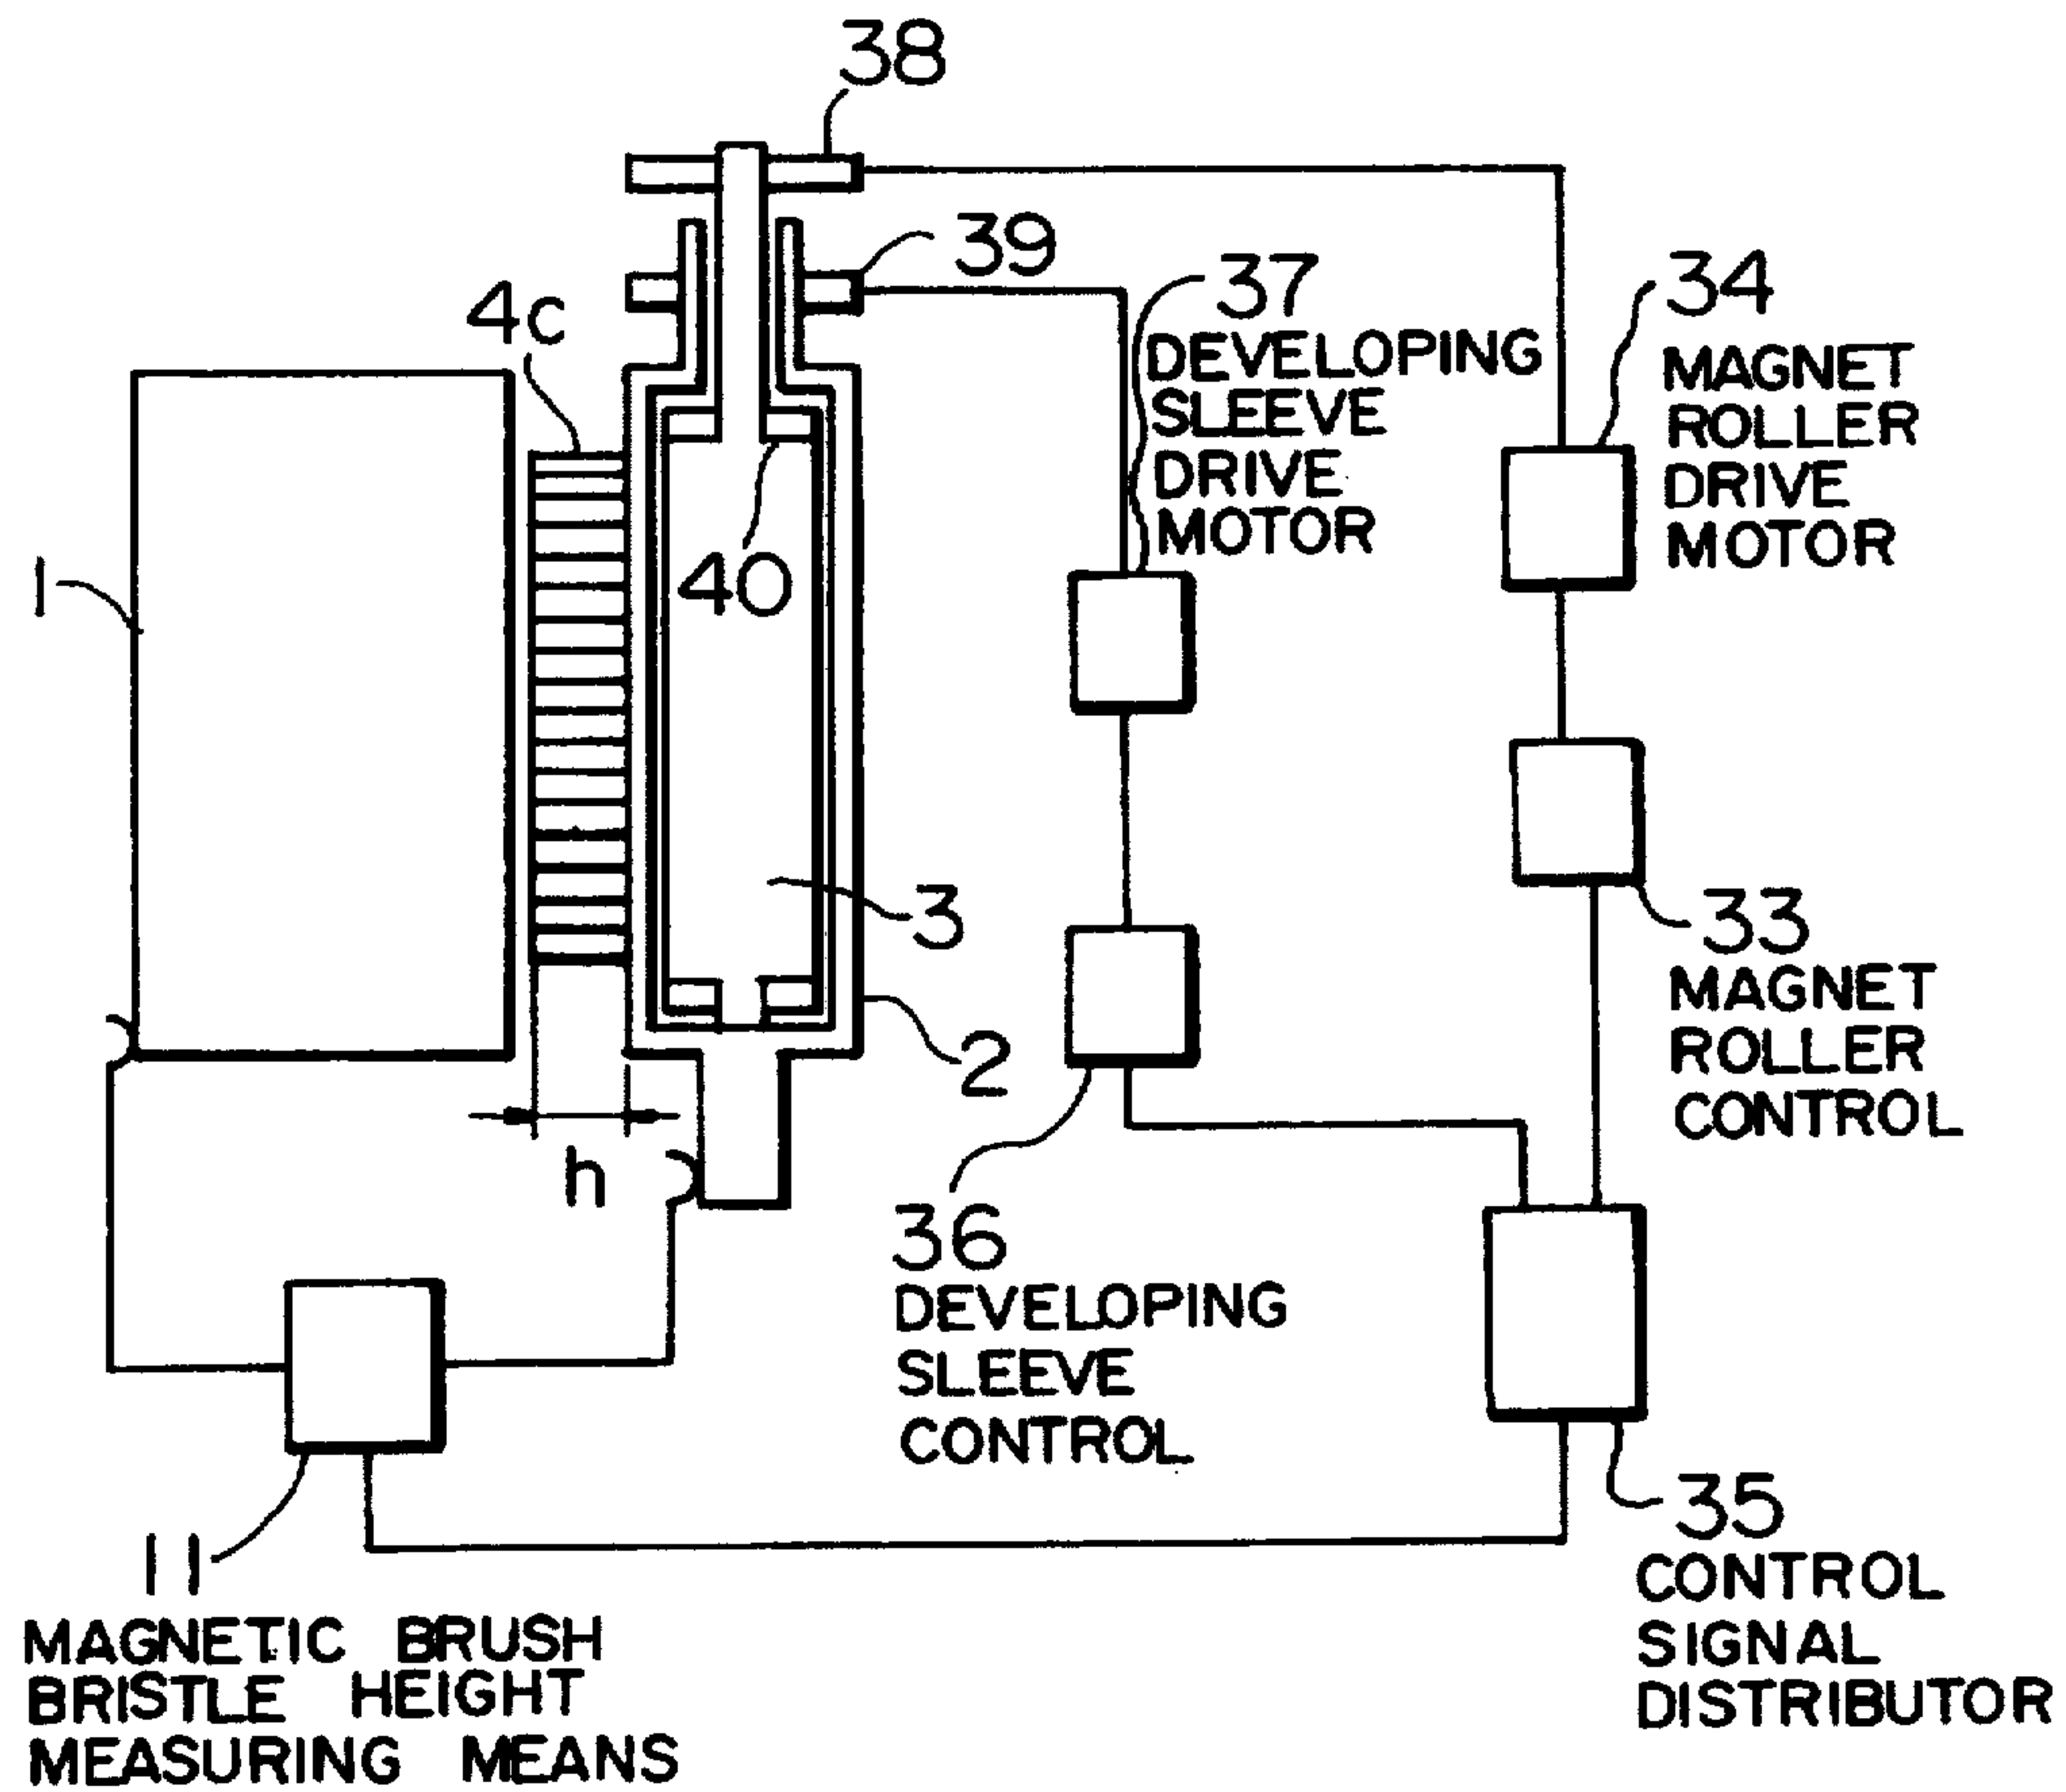 38
39
4c
37
DEVELOPING
SLEEVE
DRIVE
MOTOR
34
MAGNET
ROLLER
DRIVE
MOTOR
1
40
3
33
MAGNET
ROLLER
CONTROL
2
h
36
DEVELOPING
SLEEVE
CONTROL
35
CONTROL
SIGNAL
DISTRIBUTOR
11
MAGNETIC BRUSH
BRISTLE HEIGHT
MEASURING MEANS